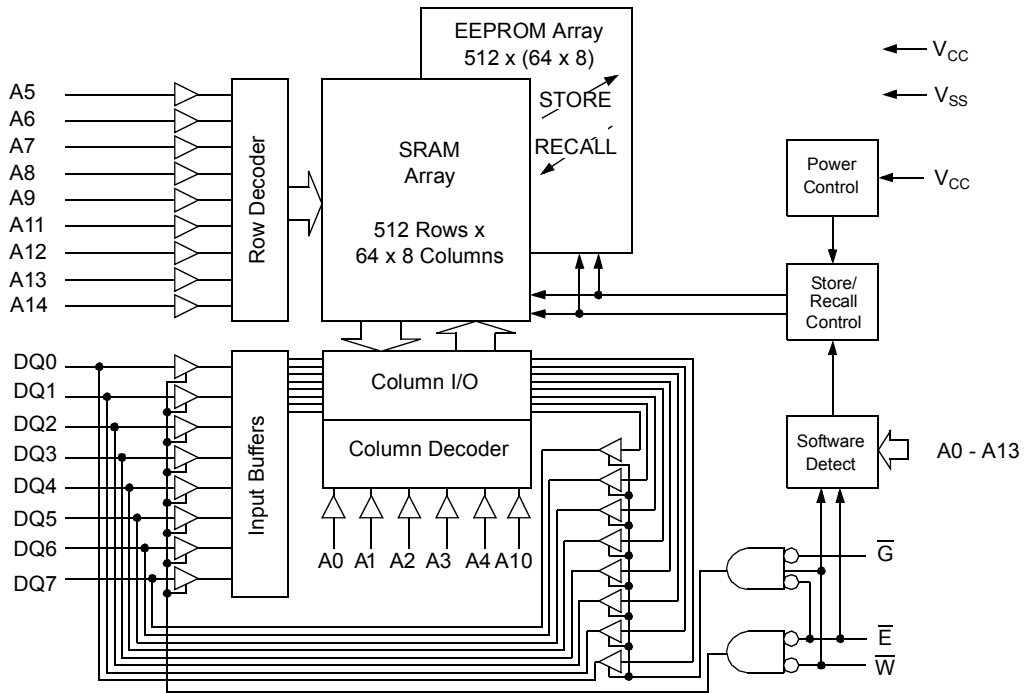 EEPROM Array
512 x (64 x 8)
STORE
RECALL
VCC
VSS
A5
A6
A7
A8
A9
A11
A12
A13
A14
Row Decoder
SRAM
Array
512 Rows x
64 x 8 Columns
Power
Control
VCC
Store/
Recall
Control
DQ0
DQ1
DQ2
DQ3
DQ4
DQ5
DQ6
DQ7
Input Buffers
Column I/O
Column Decoder
A0 A1 A2 A3 A4 A10
Software
Detect
A0 - A13
G̅
E̅
W̅